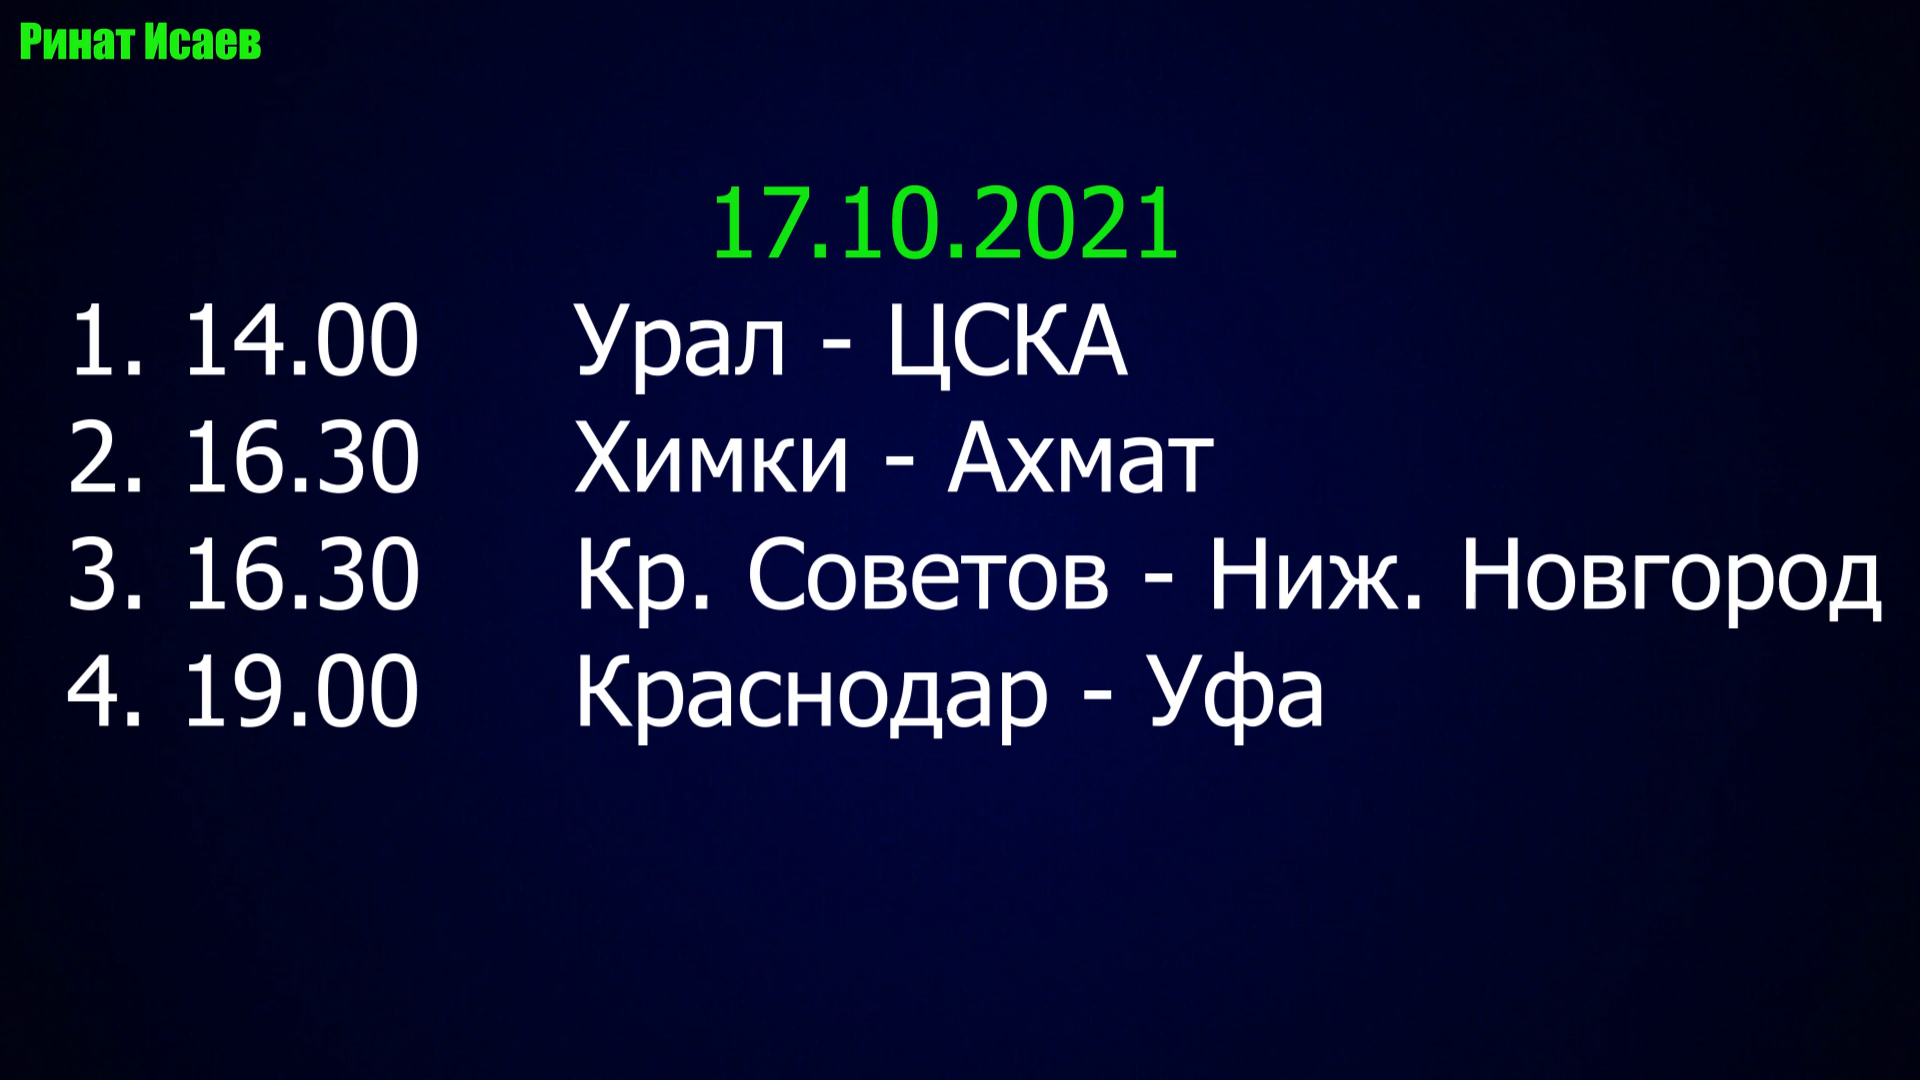 Ринат Исаев
17.10.2021
1. 14.00 Урал - ЦСКА
2. 16.30 Химки - Ахмат
3. 16.30 Кр. Советов - Ниж. Новгород
4. 19.00 Краснодар - Уфа